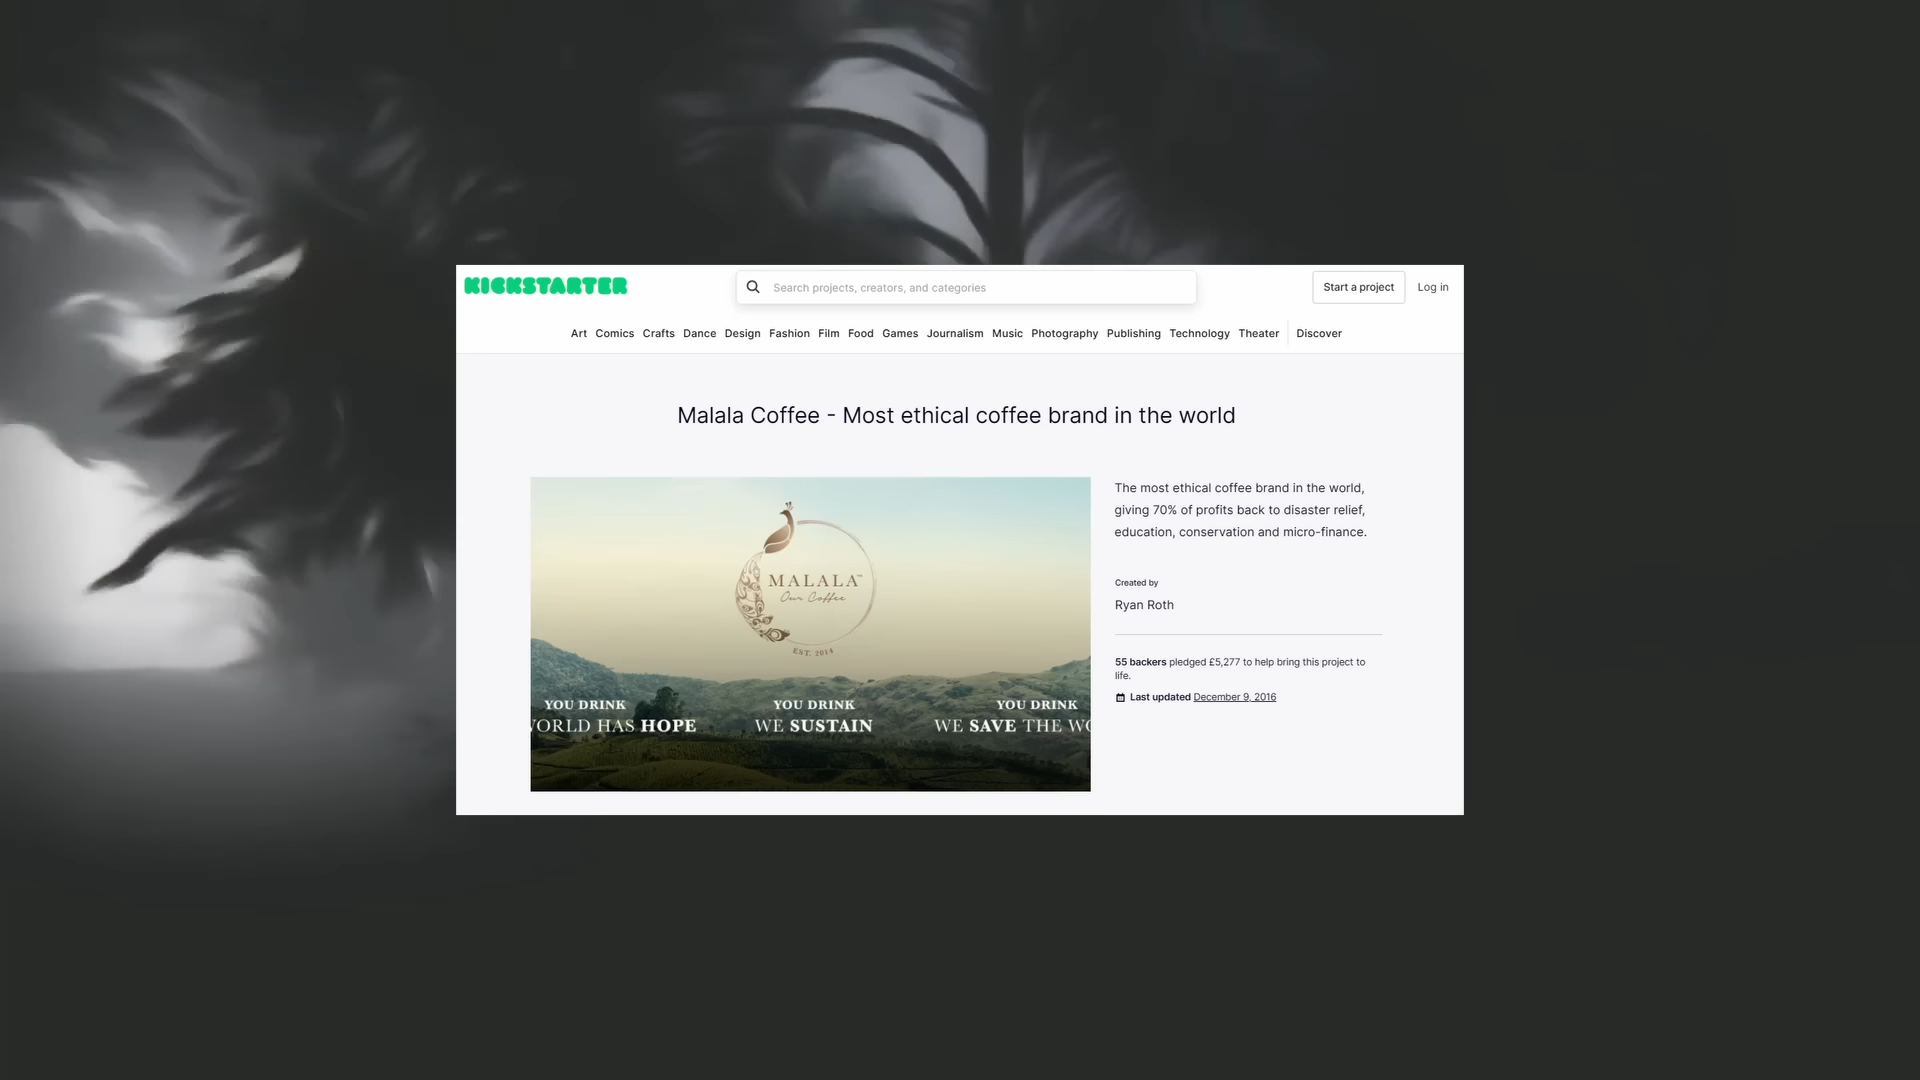 KICKSTARTER
Search projects, creators, and categories
Start a project
Log in
Art Comics Crafts Dance Design Fashion Film Food Games Journalism Music Photography Publishing Technology Theater Discover
Malala Coffee - Most ethical coffee brand in the world
MALALA™
Our Coffee
EST. 2014
YOU DRINK
WORLD HAS HOPE
YOU DRINK
WE SUSTAIN
YOU DRINK
WE SAVE THE
The most ethical coffee brand in the world,
giving 70% of profits back to disaster relief,
education, conservation and micro-finance.
Created by
Ryan Roth
55 backers pledged £5,277 to help bring this project to
life.
Last updated December 9, 2016